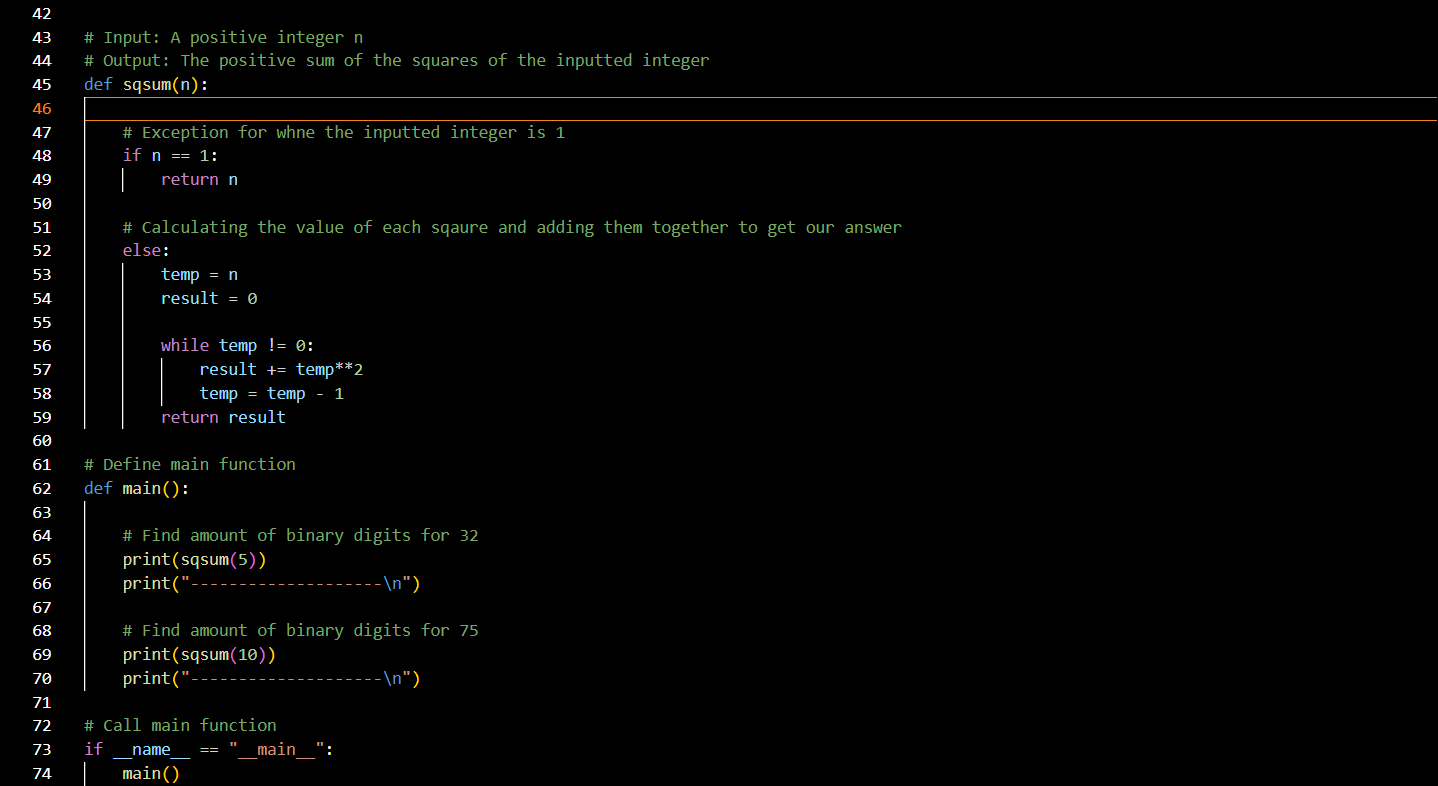 42
43 # Input: A positive integer n
44 # Output: The positive sum of the squares of the inputted integer
45 def sqsum(n):
46
47     # Exception for whne the inputted integer is 1
48     if n == 1:
49         return n
50
51     # Calculating the value of each sqaure and adding them together to get our answer
52     else:
53         temp = n
54         result = 0
55
56         while temp != 0:
57             result += temp**2
58             temp = temp - 1
59         return result
60
61 # Define main function
62 def main():
63
64     # Find amount of binary digits for 32
65     print(sqsum(5))
66     print("--------------------\n")
67
68     # Find amount of binary digits for 75
69     print(sqsum(10))
70     print("--------------------\n")
71
72 # Call main function
73 if __name__ == "__main__":
74     main()